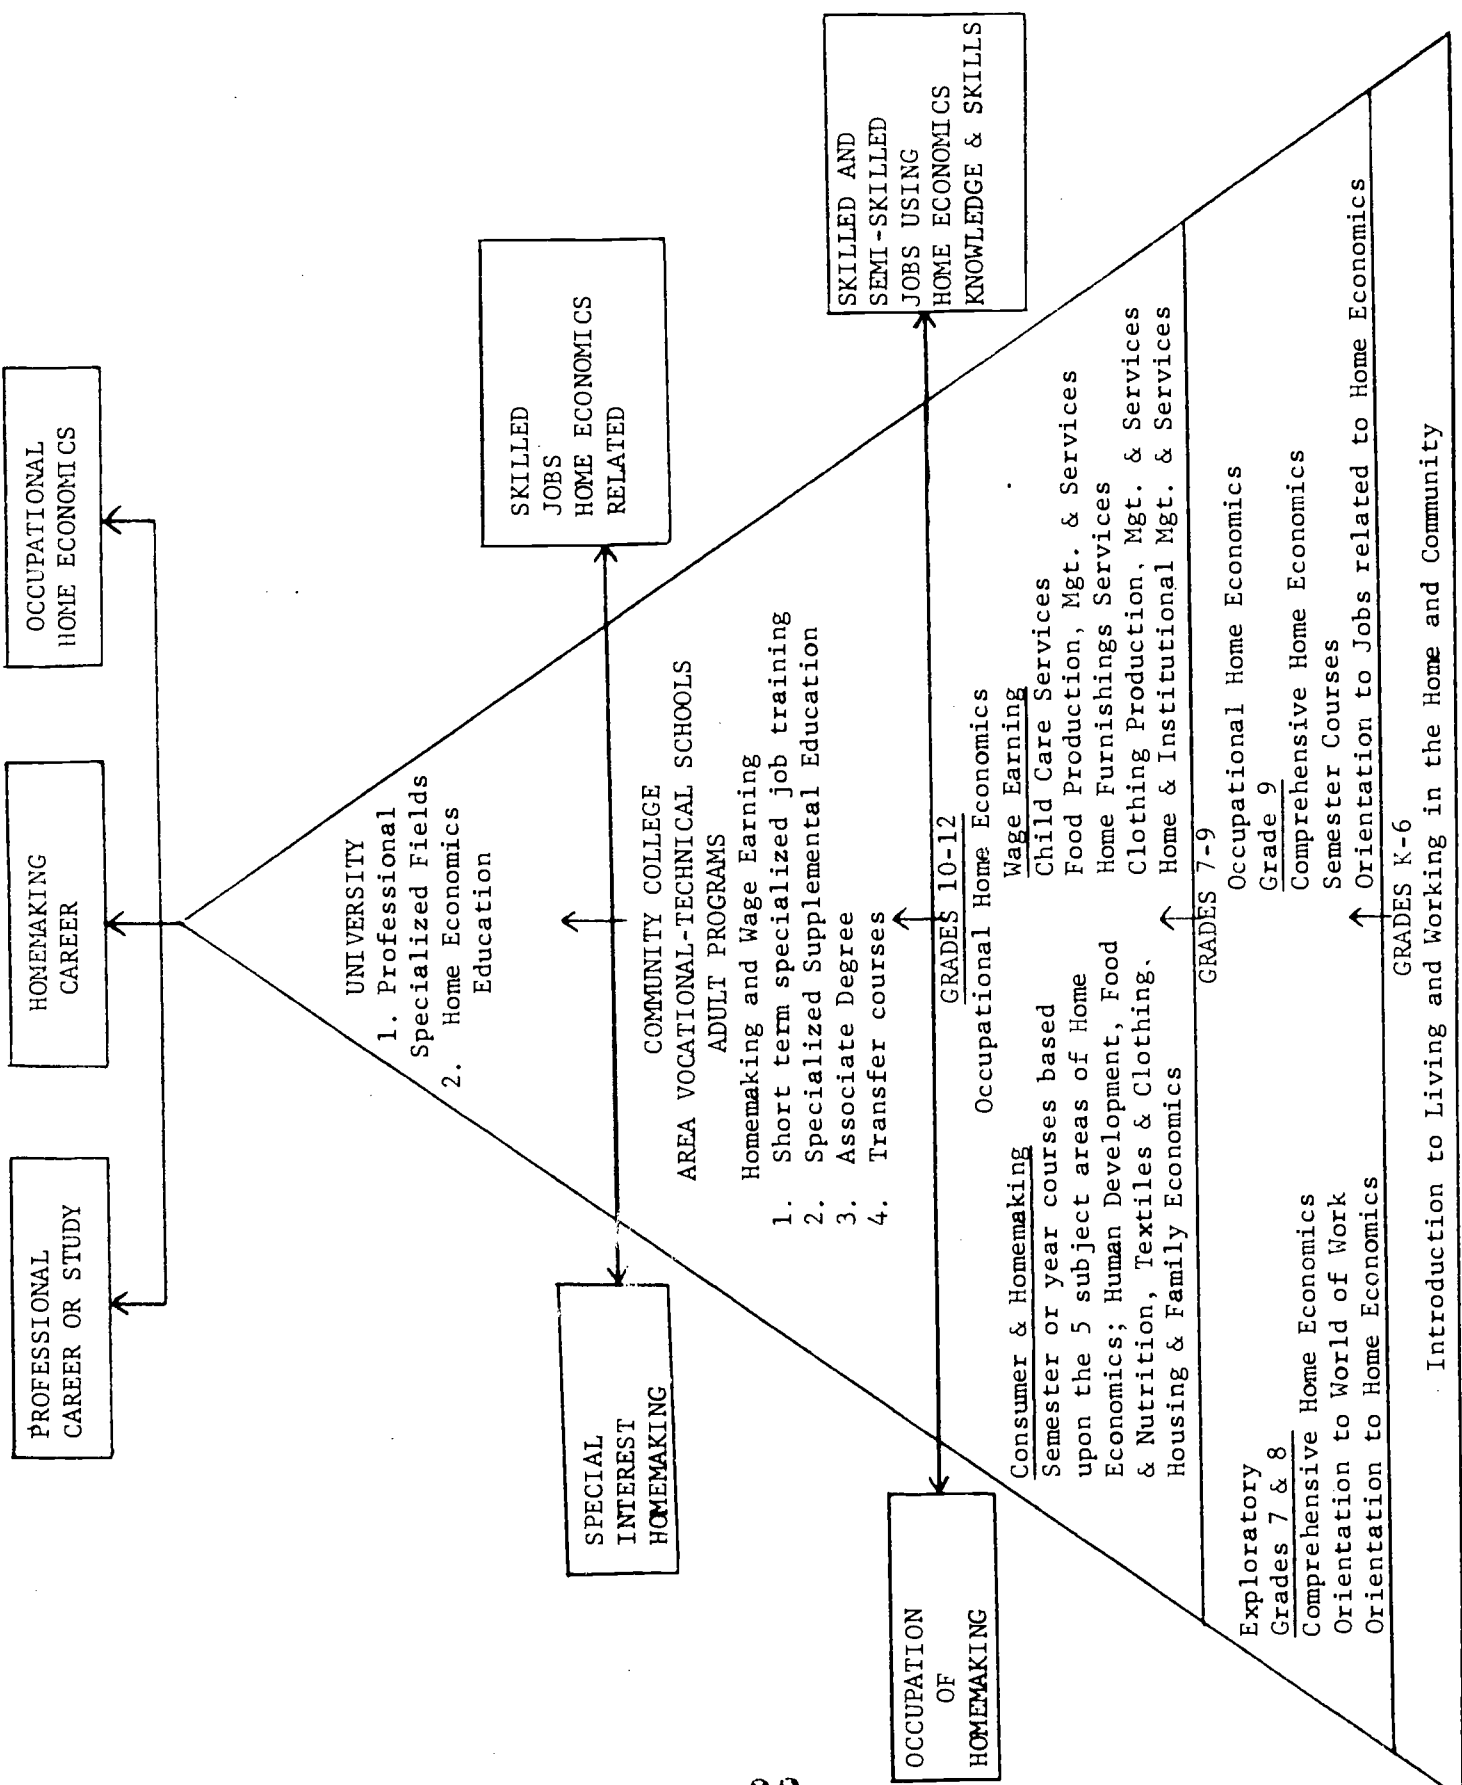 PROFESSIONAL
CAREER OR STUDY
HOMEMAKING
CAREER
OCCUPATIONAL
HOME ECONOMICS
UNIVERSITY
1. Professional
Specialized Fields
2. Home Economics
Education
SPECIAL
INTEREST
HOMEMAKING
SKILLED
JOBS
HOME ECONOMICS
RELATED
COMMUNITY COLLEGE
AREA VOCATIONAL-TECHNICAL SCHOOLS
ADULT PROGRAMS
Homemaking and Wage Earning
1. Short term specialized job training
2. Specialized Supplemental Education
3. Associate Degree
4. Transfer courses
OCCUPATION
OF
HOMEMAKING
SKILLED AND
SEMI-SKILLED
JOBS USING
HOME ECONOMICS
KNOWLEDGE & SKILLS
GRADES 10-12
Occupational Home Economics
Consumer & Homemaking
Semester or year courses based
upon the 5 subject areas of Home
Economics; Human Development, Food
& Nutrition, Textiles & Clothing.
Housing & Family Economics
Wage Earning
Child Care Services
Food Production, Mgt. & Services
Home Furnishings Services
Clothing Production, Mgt. & Services
Home & Institutional Mgt. & Services
GRADES 7-9
Exploratory
Grades 7 & 8
Comprehensive Home Economics
Orientation to World of Work
Orientation to Home Economics
Occupational Home Economics
Grade 9
Comprehensive Home Economics
Semester Courses
Orientation to Jobs related to Home Economics
GRADES K-6
Introduction to Living and Working in the Home and Community